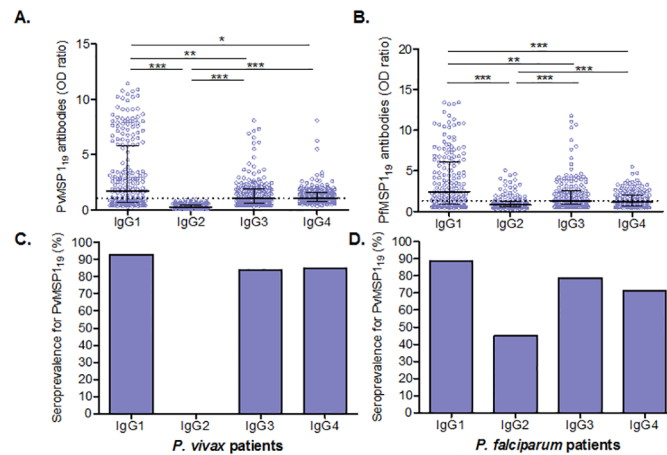 A.
PvMSP1₁₉ antibodies (OD ratio)
15
10
5
0
*
**
***
***
***
IgG1 IgG2 IgG3 IgG4
B.
PfMSP1₁₉ antibodies (OD ratio)
20
15
10
5
0
***
**
***
***
***
IgG1 IgG2 IgG3 IgG4
C.
Seroprevalence for PvMSP1₁₉ (%)
100
90
80
70
60
50
40
30
20
10
0
IgG1 IgG2 IgG3 IgG4
P. vivax patients
D.
Seroprevalence for PvMSP1₁₉ (%)
100
90
80
70
60
50
40
30
20
10
0
IgG1 IgG2 IgG3 IgG4
P. falciparum patients